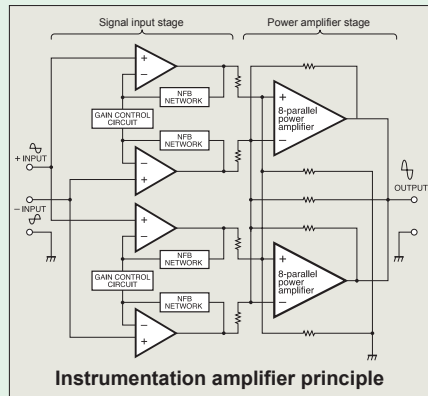 Signal input stage
Power amplifier stage
+
−
NFB
NETWORK
GAIN CONTROL
CIRCUIT
NFB
NETWORK
−
+
+
8-parallel
power
amplifier
−
+ INPUT
− INPUT
OUTPUT
+
−
NFB
NETWORK
GAIN CONTROL
CIRCUIT
NFB
NETWORK
−
+
+
8-parallel
power
amplifier
−
Instrumentation amplifier principle